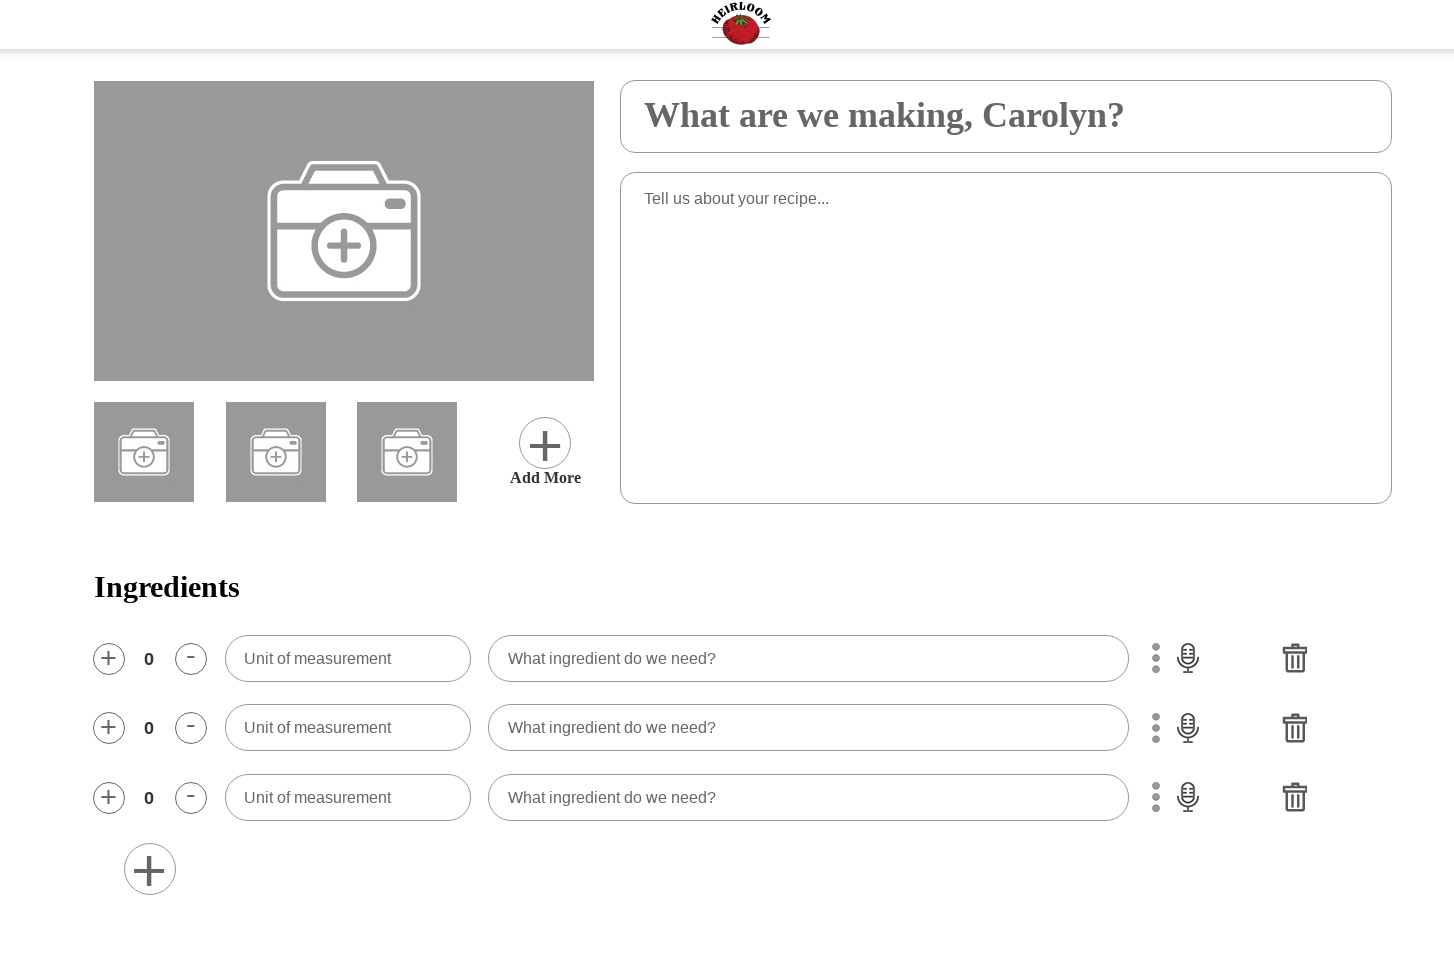 HEIRLOOM
What are we making, Carolyn?
Tell us about your recipe...
Add More
Ingredients
+ 0 - Unit of measurement What ingredient do we need?
+ 0 - Unit of measurement What ingredient do we need?
+ 0 - Unit of measurement What ingredient do we need?